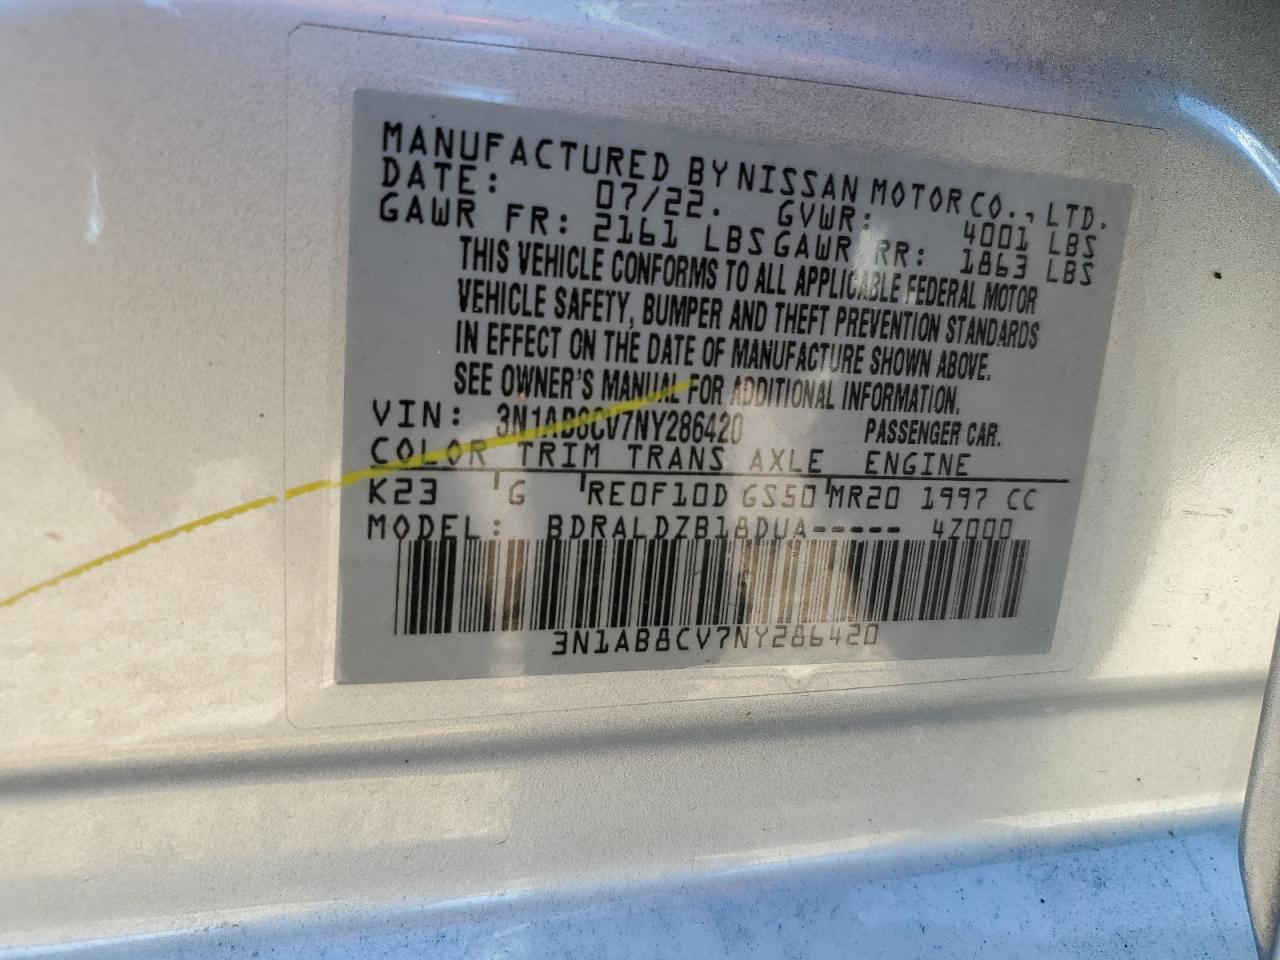 MANUFACTURED BY NISSAN MOTOR CO., LTD.
DATE: 07/22. GVWR: 4001 LBS
GAWR FR: 2161 LBS GAWR RR: 1863 LBS
THIS VEHICLE CONFORMS TO ALL APPLICABLE FEDERAL MOTOR
VEHICLE SAFETY, BUMPER AND THEFT PREVENTION STANDARDS
IN EFFECT ON THE DATE OF MANUFACTURE SHOWN ABOVE.
SEE OWNER'S MANUAL FOR ADDITIONAL INFORMATION.
VIN: 3N1AB8CV7NY286420 PASSENGER CAR.
COLOR TRIM TRANS AXLE ENGINE
K23 G RE0F10D GS50 MR20 1997 CC
MODEL: BDRALDZB18DUA----- 4Z000
3N1AB8CV7NY286420